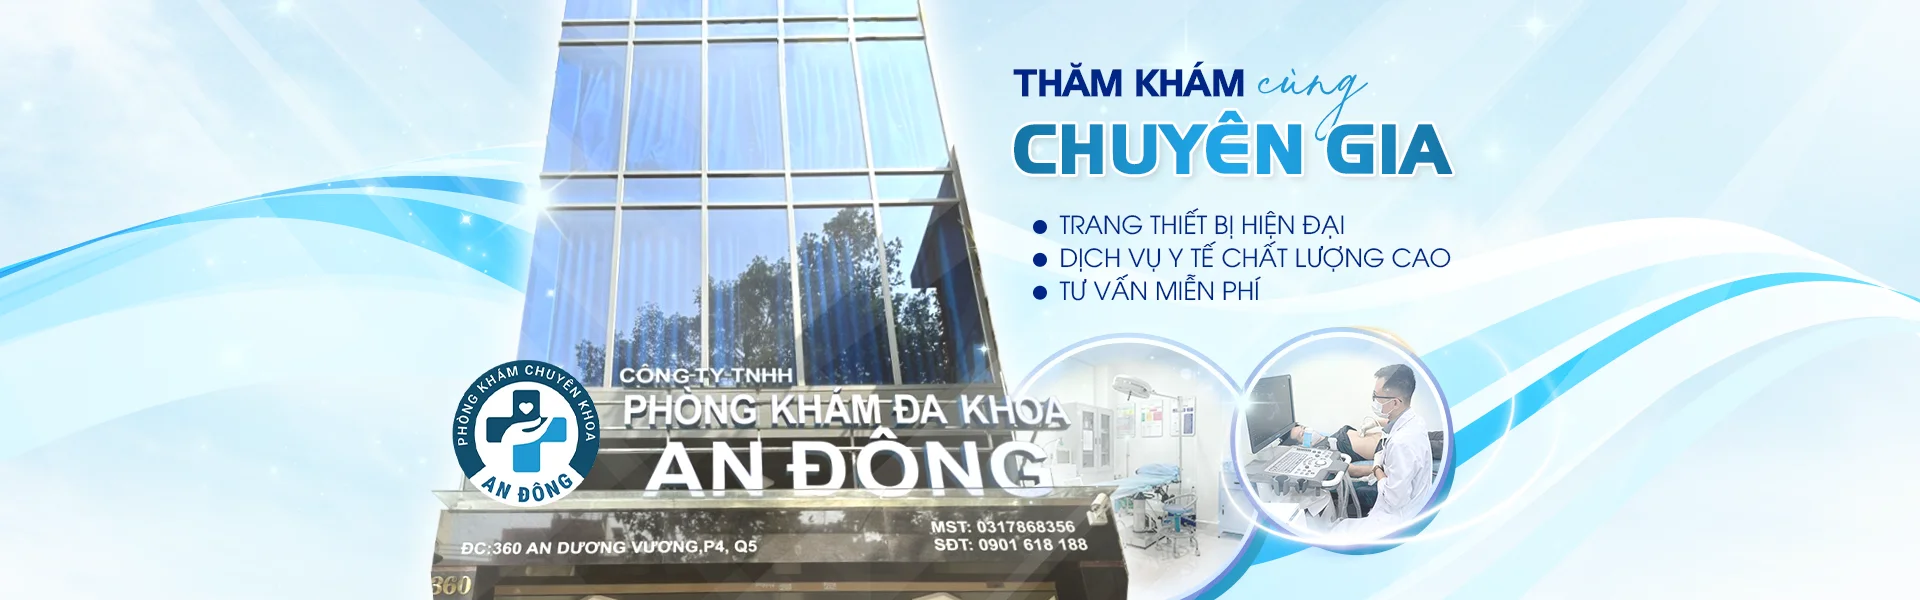 THĂM KHÁM cùng
CHUYÊN GIA
TRANG THIẾT BỊ HIỆN ĐẠI
DỊCH VỤ Y TẾ CHẤT LƯỢNG CAO
TƯ VẤN MIỄN PHÍ
PHÒNG KHÁM CHUYÊN KHOA
AN ĐÔNG
CÔNG TY TNHH
PHÒNG KHÁM ĐA KHOA
AN ĐÔNG
MST: 0317868356
ĐC:360 AN DƯƠNG VƯƠNG,P4, Q5
SĐT: 0901 618 188
360